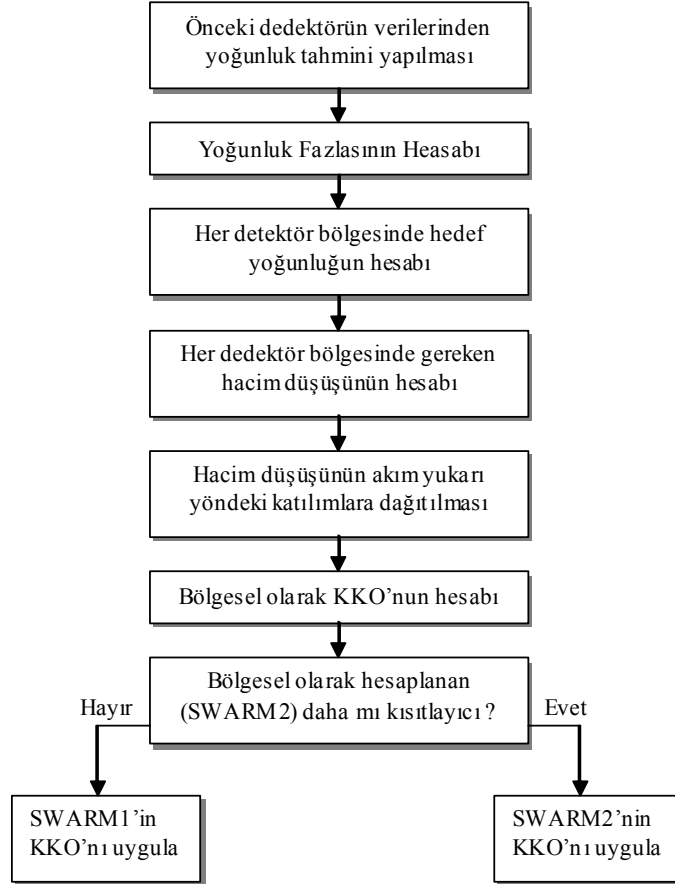 Önceki dedektörün verilerinden
yoğunluk tahmini yapılması
Yoğunluk Fazlasının Heasabı
Her detektör bölgesinde hedef
yoğunluğun hesabı
Her dedektör bölgesinde gereken
hacim düşüşünün hesabı
Hacim düşüşünün akım yukarı
yöndeki katılımlara dağıtılması
Bölgesel olarak KKO’nun hesabı
Bölgesel olarak hesaplanan
(SWARM2) daha mı kısıtlayıcı?
Hayır
Evet
SWARM1’in
KKO’nı uygula
SWARM2’nin
KKO’nı uygula